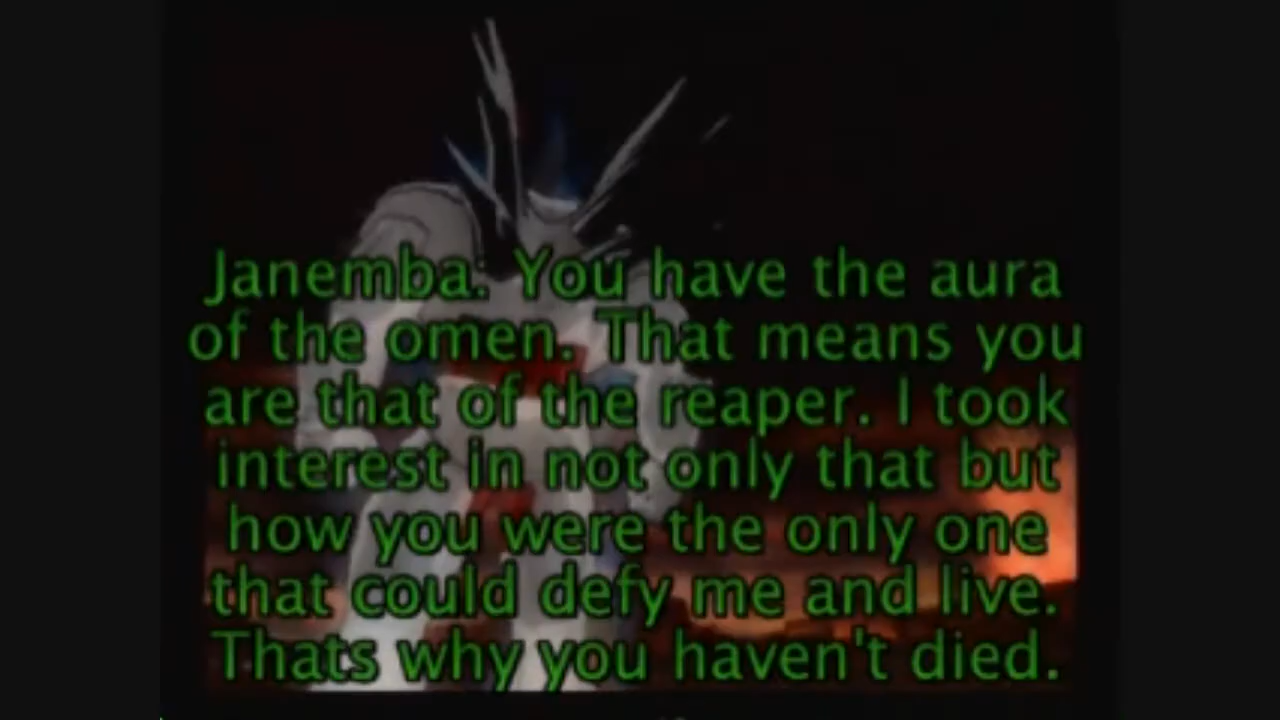 Janemba: You have the aura
of the omen. That means you
are that of the reaper. I took
interest in not only that but
how you were the only one
that could defy me and live.
Thats why you haven't died.